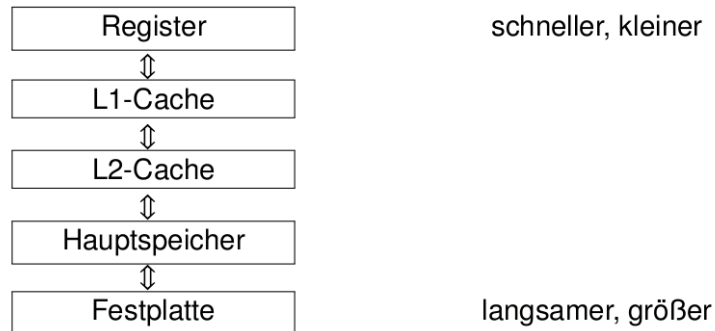 Register schneller, kleiner
L1-Cache
L2-Cache
Hauptspeicher
Festplatte langsamer, größer